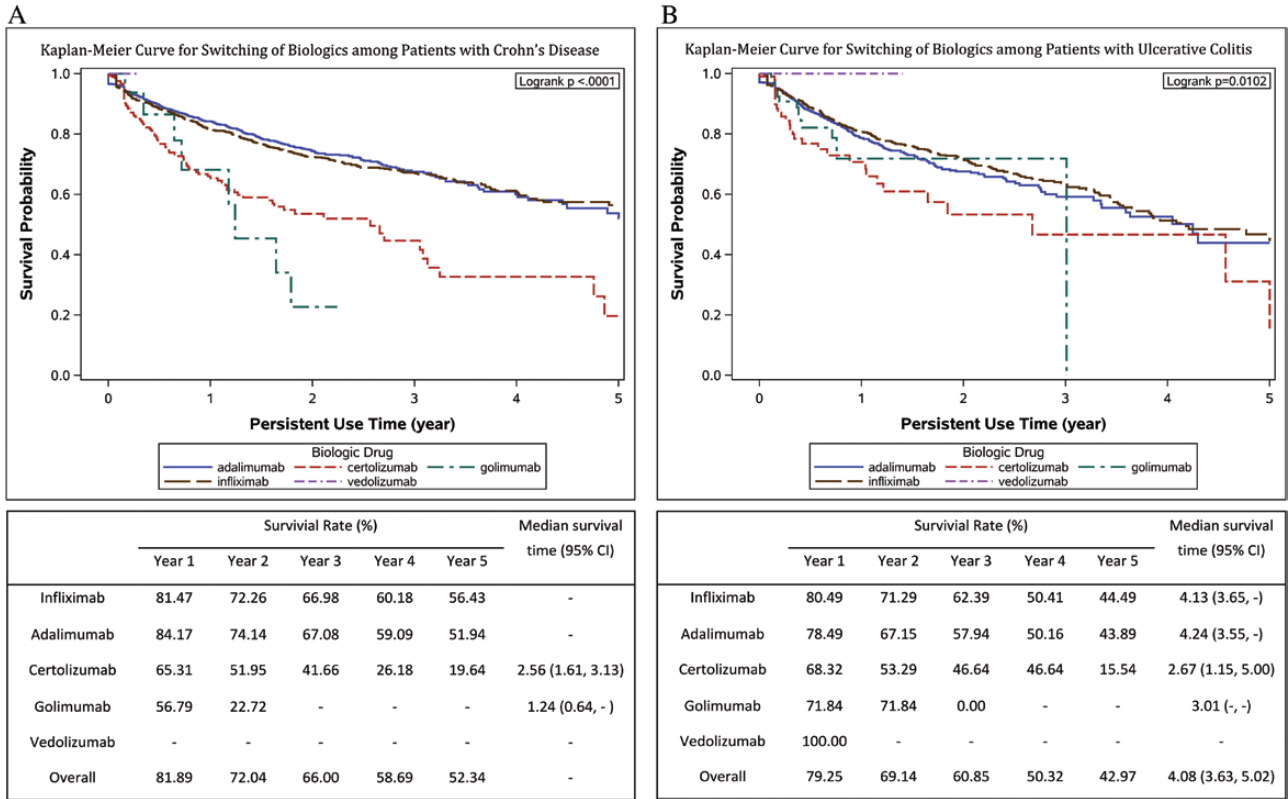 A
Kaplan-Meier Curve for Switching of Biologics among Patients with Crohn's Disease
Logrank p <.0001
1.0
0.8
0.6
0.4
0.2
0.0
Survival Probability
0 1 2 3 4 5
Persistent Use Time (year)
Biologic Drug
adalimumab certolizumab golimumab
infliximab vedolizumab
Survivial Rate (%) Median survival
time (95% CI)
Year 1 Year 2 Year 3 Year 4 Year 5
Infliximab 81.47 72.26 66.98 60.18 56.43 -
Adalimumab 84.17 74.14 67.08 59.09 51.94 -
Certolizumab 65.31 51.95 41.66 26.18 19.64 2.56 (1.61, 3.13)
Golimumab 56.79 22.72 - - - 1.24 (0.64, - )
Vedolizumab - - - - - -
Overall 81.89 72.04 66.00 58.69 52.34 -
B
Kaplan-Meier Curve for Switching of Biologics among Patients with Ulcerative Colitis
Logrank p=0.0102
1.0
0.8
0.6
0.4
0.2
0.0
Survival Probability
0 1 2 3 4 5
Persistent Use Time (year)
Biologic Drug
adalimumab certolizumab golimumab
infliximab vedolizumab
Survival Rate (%) Median survival
time (95% CI)
Year 1 Year 2 Year 3 Year 4 Year 5
Infliximab 80.49 71.29 62.39 50.41 44.49 4.13 (3.65, -)
Adalimumab 78.49 67.15 57.94 50.16 43.89 4.24 (3.55, -)
Certolizumab 68.32 53.29 46.64 46.64 15.54 2.67 (1.15, 5.00)
Golimumab 71.84 71.84 0.00 - - 3.01 (-, -)
Vedolizumab 100.00 - - - - -
Overall 79.25 69.14 60.85 50.32 42.97 4.08 (3.63, 5.02)